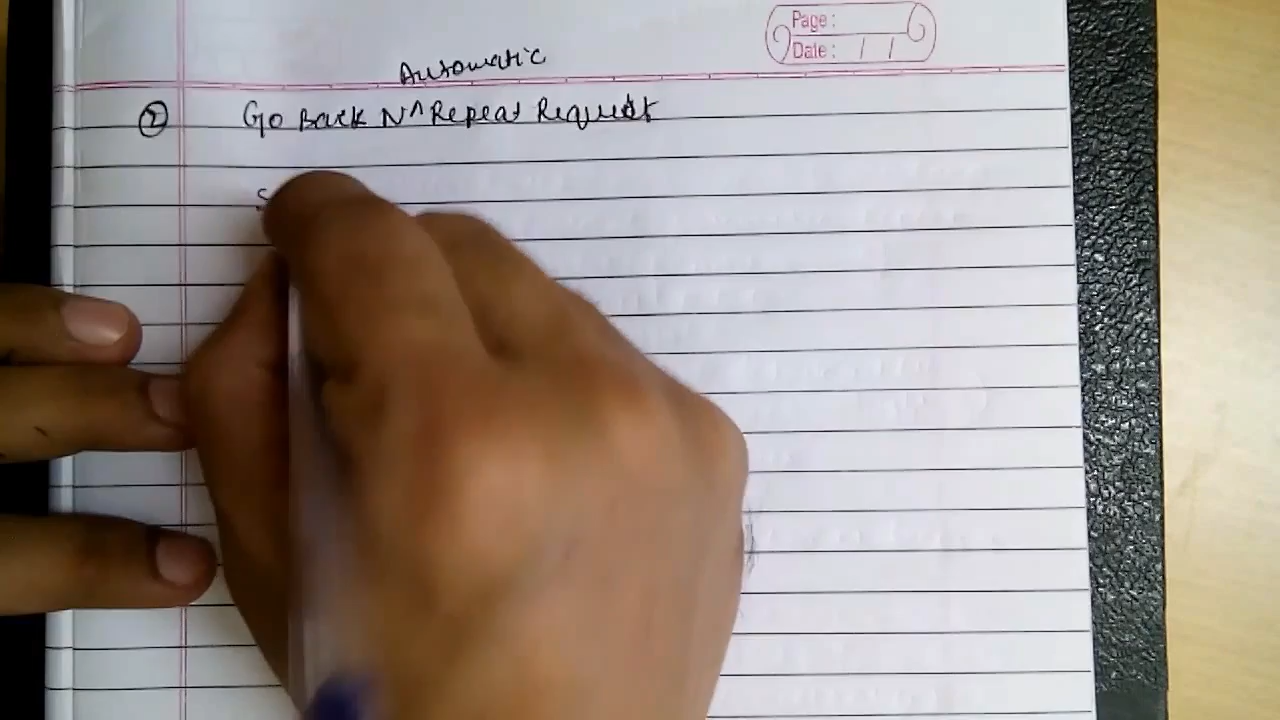 Page :
Date : / /
Automatic
② Go Back N^Repeat Request
S